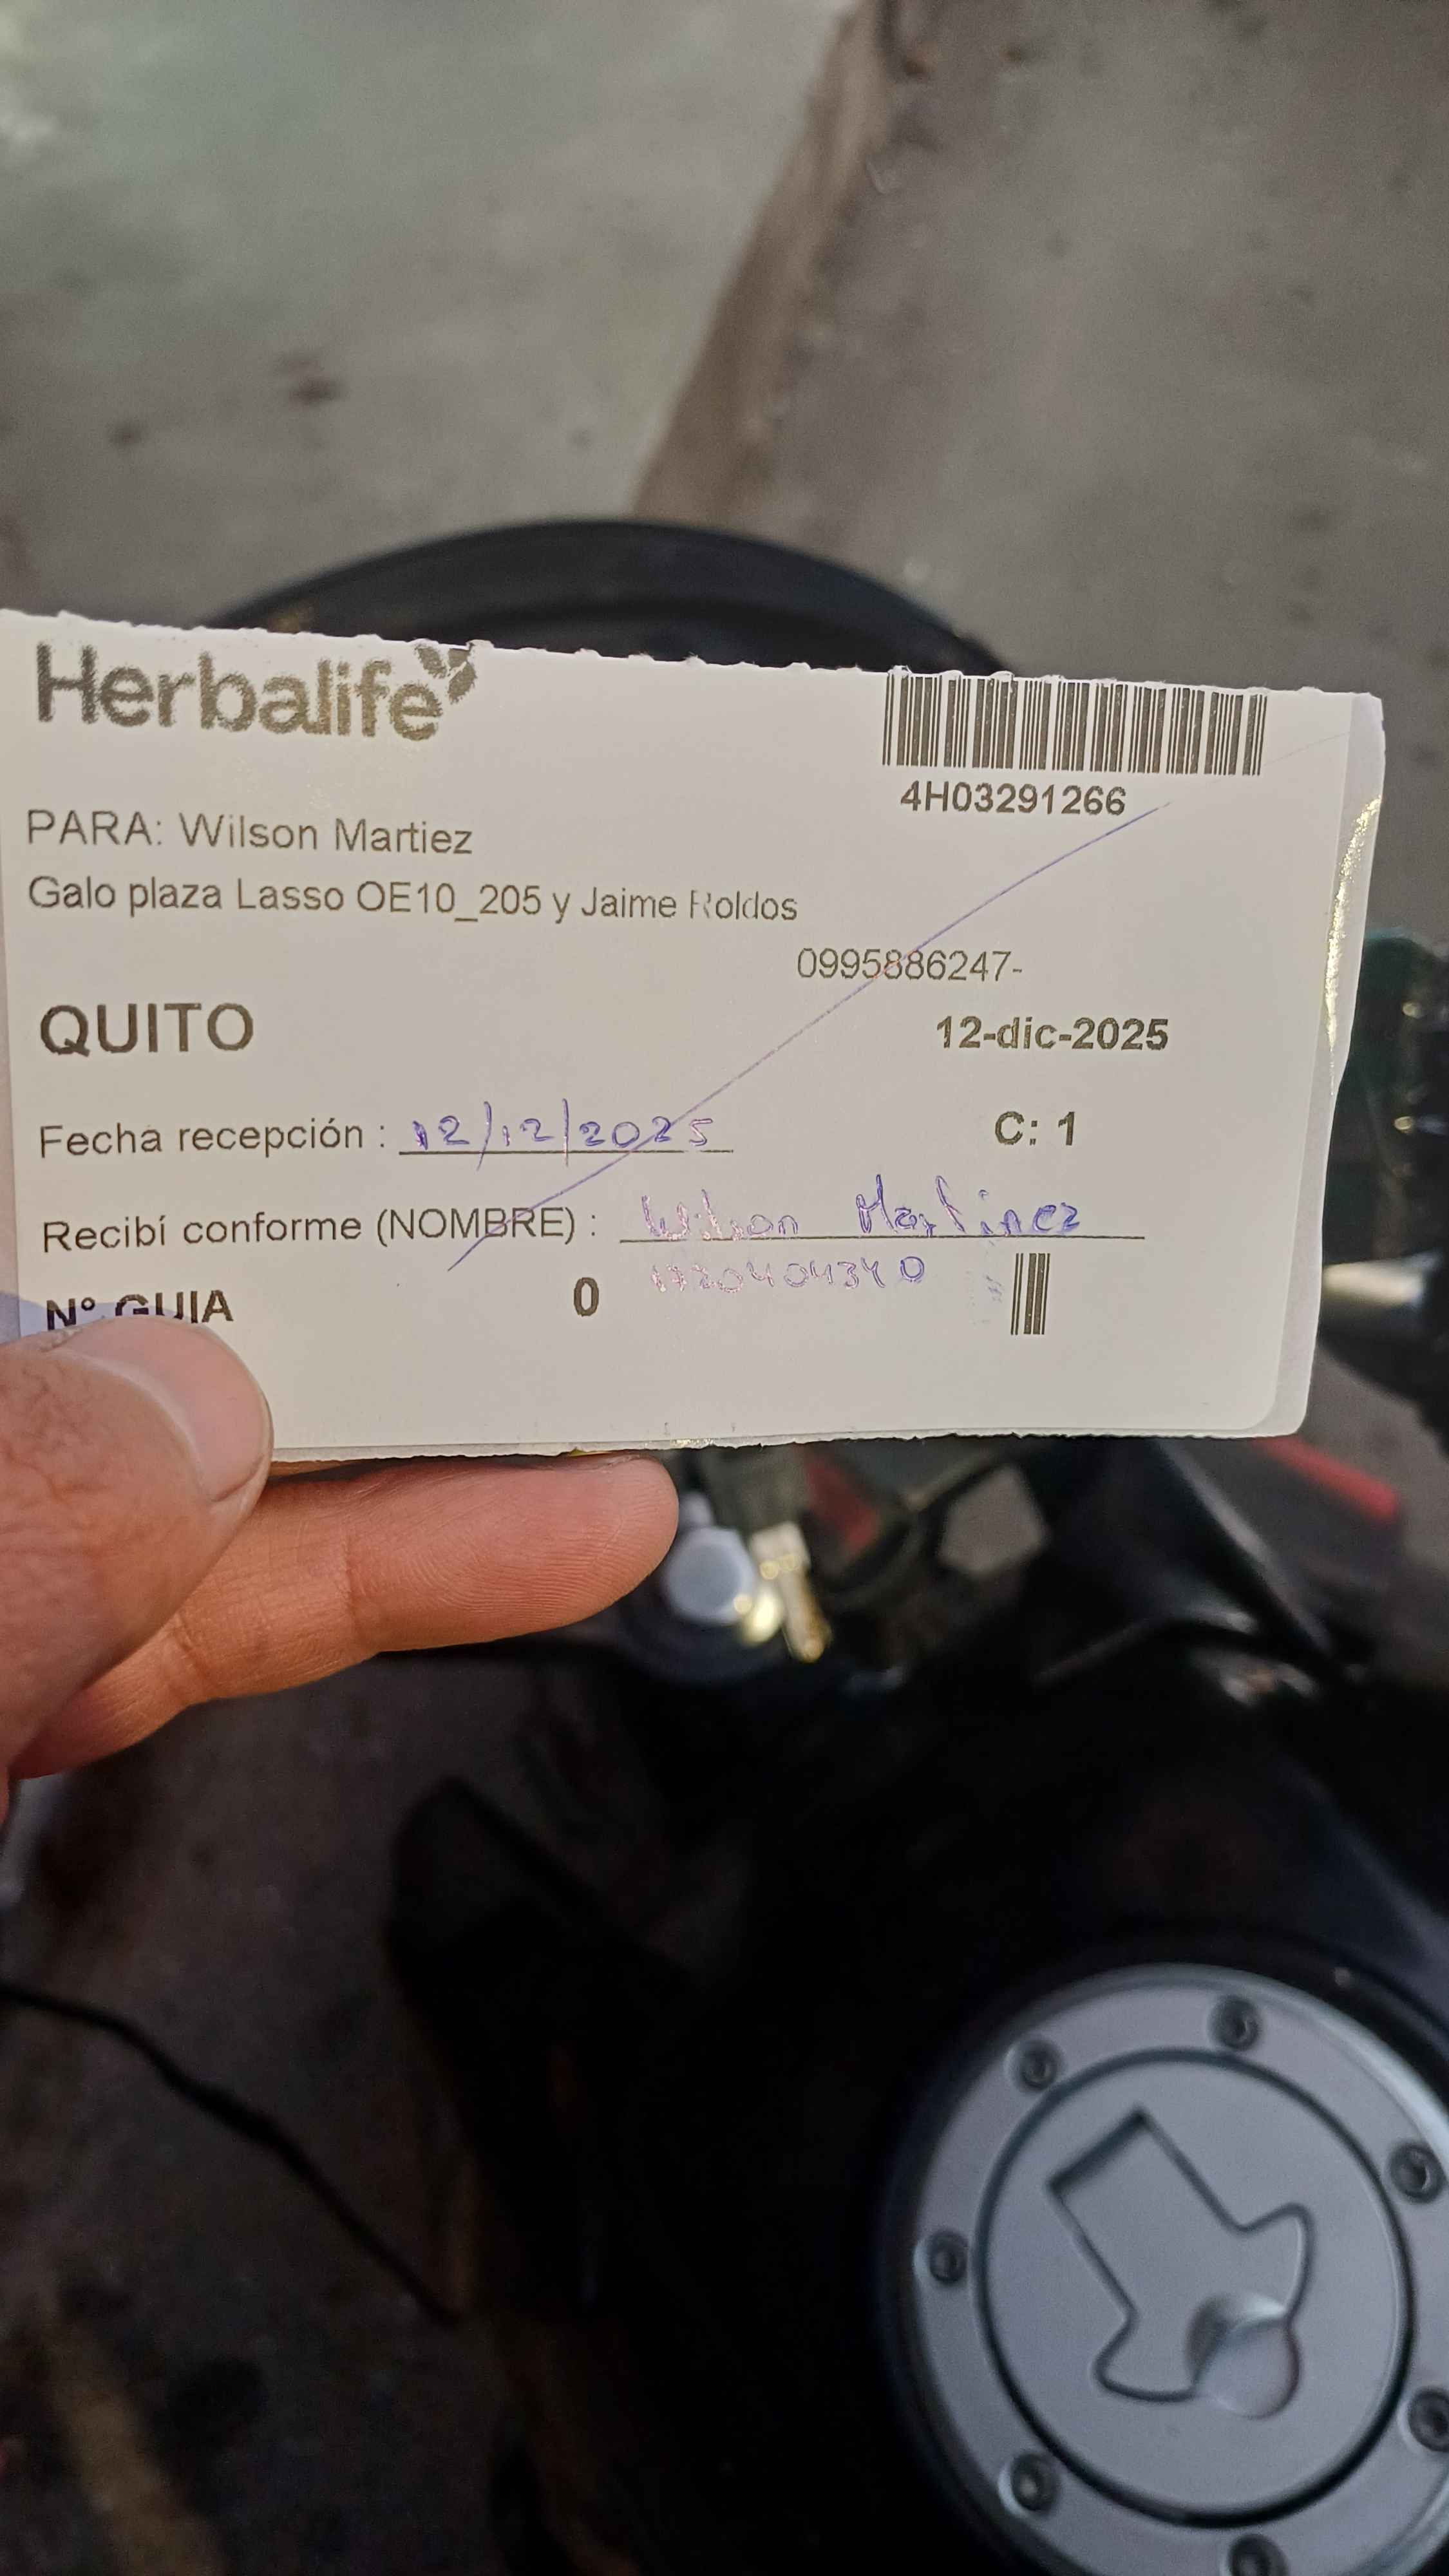 Herbalife
4H03291266
PARA: Wilson Martiez
Galo plaza Lasso OE10_205 y Jaime Roldos
0995886247-
QUITO
12-dic-2025
Fecha recepción : 12/12/2025
C: 1
Recibí conforme (NOMBRE) : Wilson Martinez
1720404340
N° GUIA 0